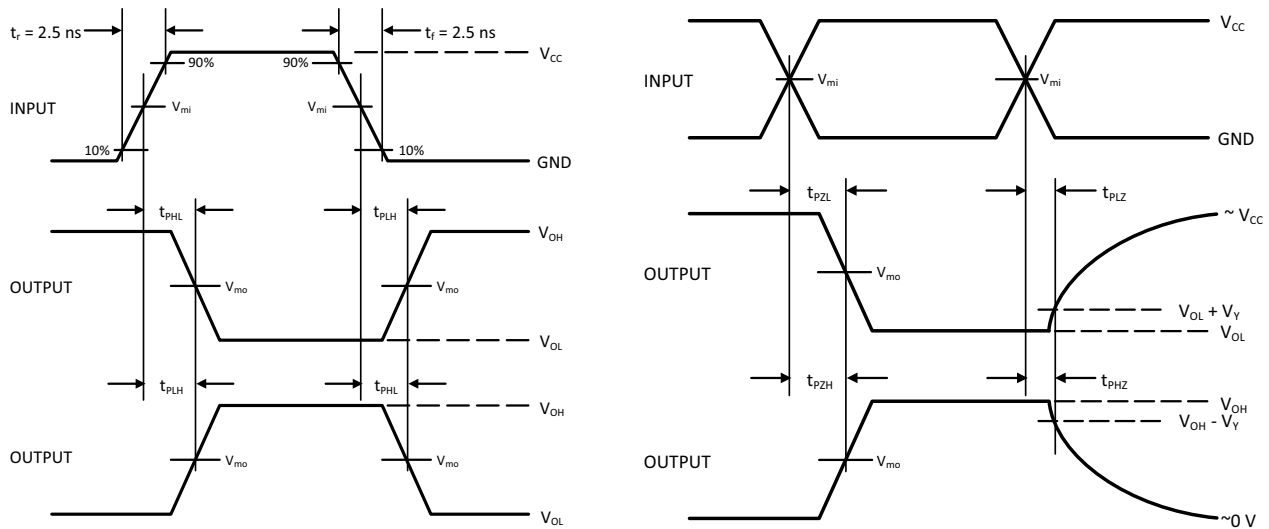 tr = 2.5 ns
tf = 2.5 ns
VCC
90%
90%
INPUT
Vmi
Vmi
10%
10%
GND
tPHL
tPLH
VOH
OUTPUT
Vmo
Vmo
VOL
tPLH
tPHL
VOH
OUTPUT
Vmo
Vmo
VOL
VCC
INPUT
Vmi
Vmi
GND
tPZL
tPLZ
~ VCC
OUTPUT
Vmo
VOL + VY
VOL
tPZH
tPHZ
VOH
VOH - VY
OUTPUT
Vmo
~0 V